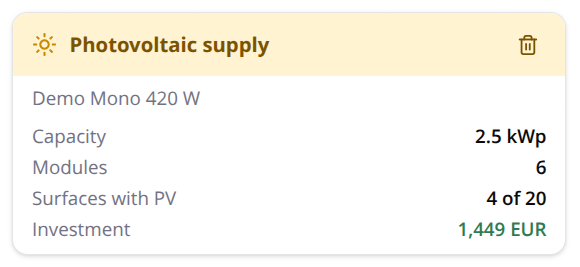 Photovoltaic supply
Demo Mono 420 W
Capacity 2.5 kWp
Modules 6
Surfaces with PV 4 of 20
Investment 1,449 EUR